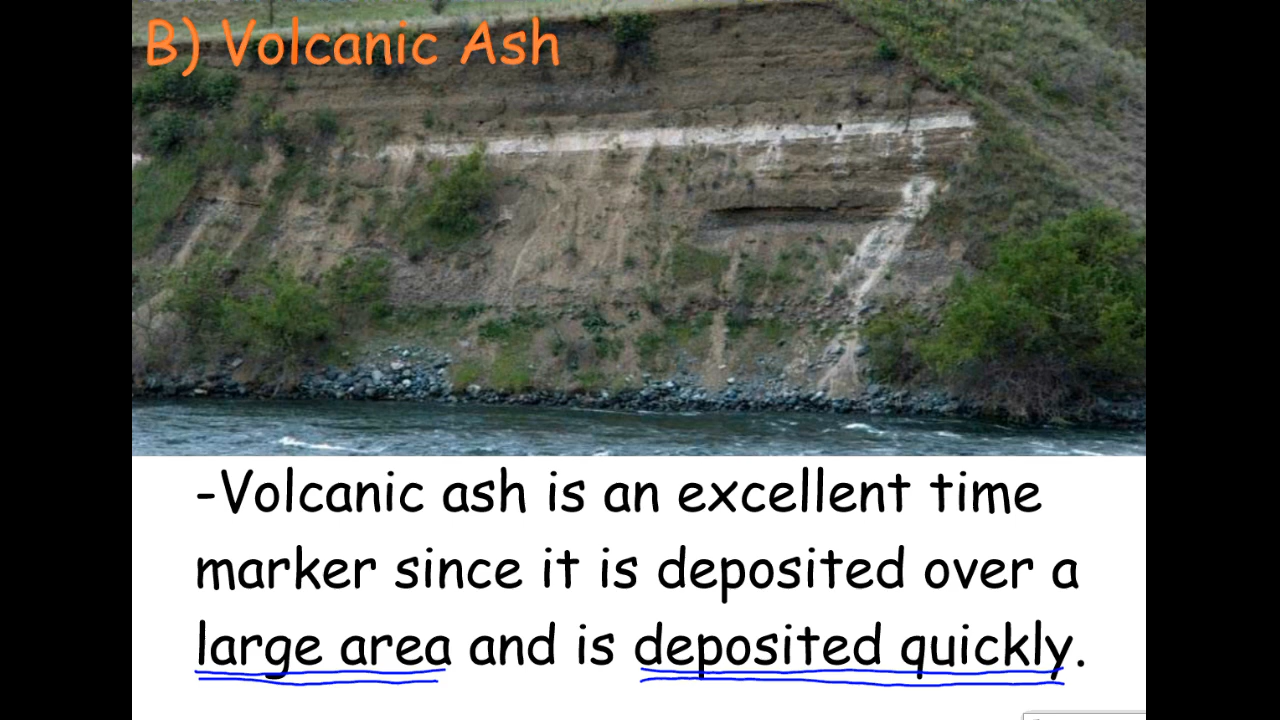 B) Volcanic Ash
-Volcanic ash is an excellent time
marker since it is deposited over a
large area and is deposited quickly.